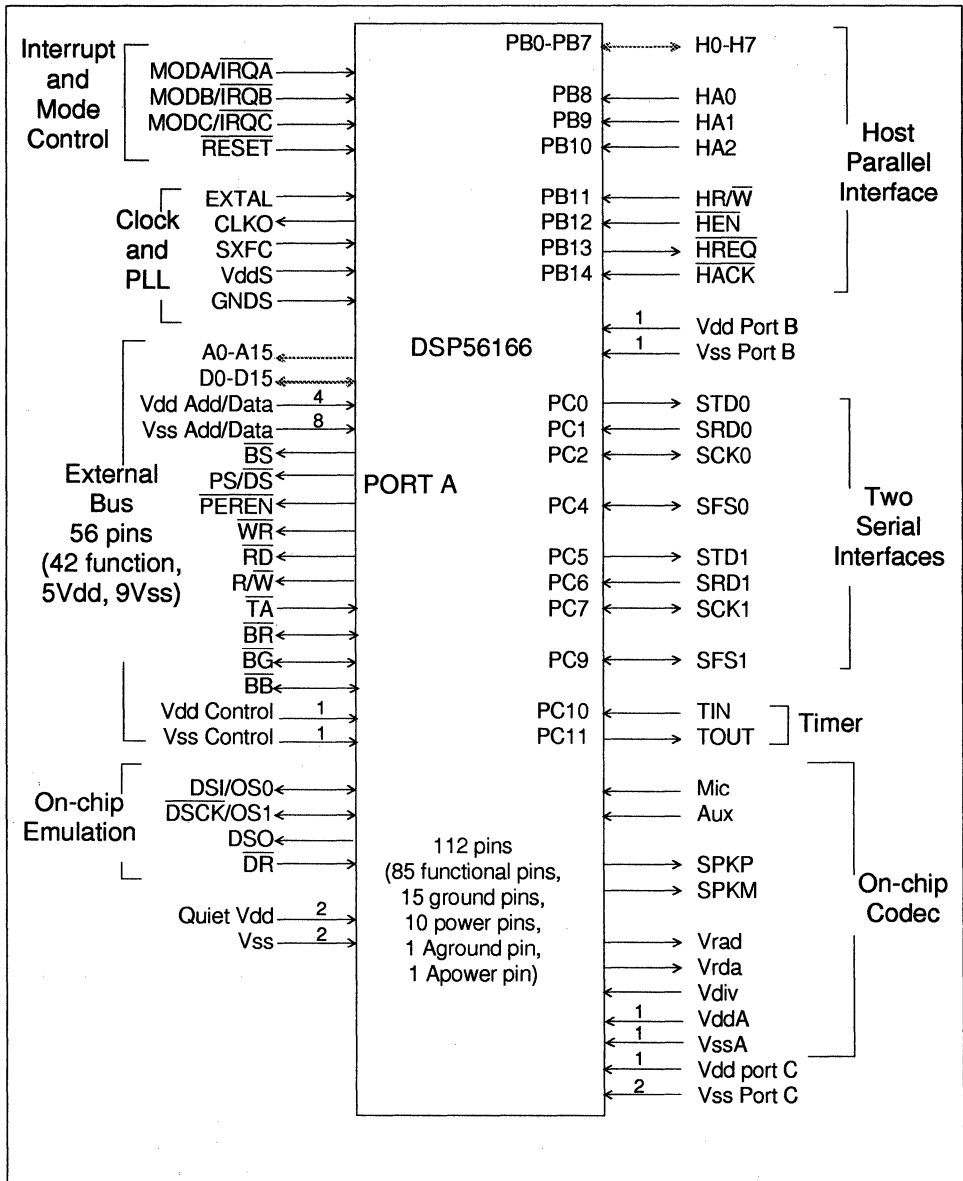 Interrupt
and
Mode
Control
MODA/IRQA
MODB/IRQB
MODC/IRQC
RESET
Clock
and
PLL
EXTAL
CLKO
SXFC
VddS
GNDS
External
Bus
56 pins
(42 function,
5Vdd, 9Vss)
A0-A15
D0-D15
Vdd Add/Data 4
Vss Add/Data 8
BS
PS/DS
PEREN
WR
RD
R/W
TA
BR
BG
BB
Vdd Control 1
Vss Control 1
On-chip
Emulation
DSI/OS0
DSCK/OS1
DSO
DR
Quiet Vdd 2
Vss 2
DSP56166
PORT A
112 pins
(85 functional pins,
15 ground pins,
10 power pins,
1 Aground pin,
1 Apower pin)
PB0-PB7 H0-H7
PB8 HA0
PB9 HA1
PB10 HA2
PB11 HR/W
PB12 HEN
PB13 HREQ
PB14 HACK
Host
Parallel
Interface
1 Vdd Port B
1 Vss Port B
PC0 STD0
PC1 SRD0
PC2 SCK0
PC4 SFS0
PC5 STD1
PC6 SRD1
PC7 SCK1
PC9 SFS1
Two
Serial
Interfaces
PC10 TIN
PC11 TOUT
Timer
Mic
Aux
SPKP
SPKM
Vrad
Vrda
Vdiv
1 VddA
1 VssA
On-chip
Codec
1 Vdd port C
2 Vss Port C